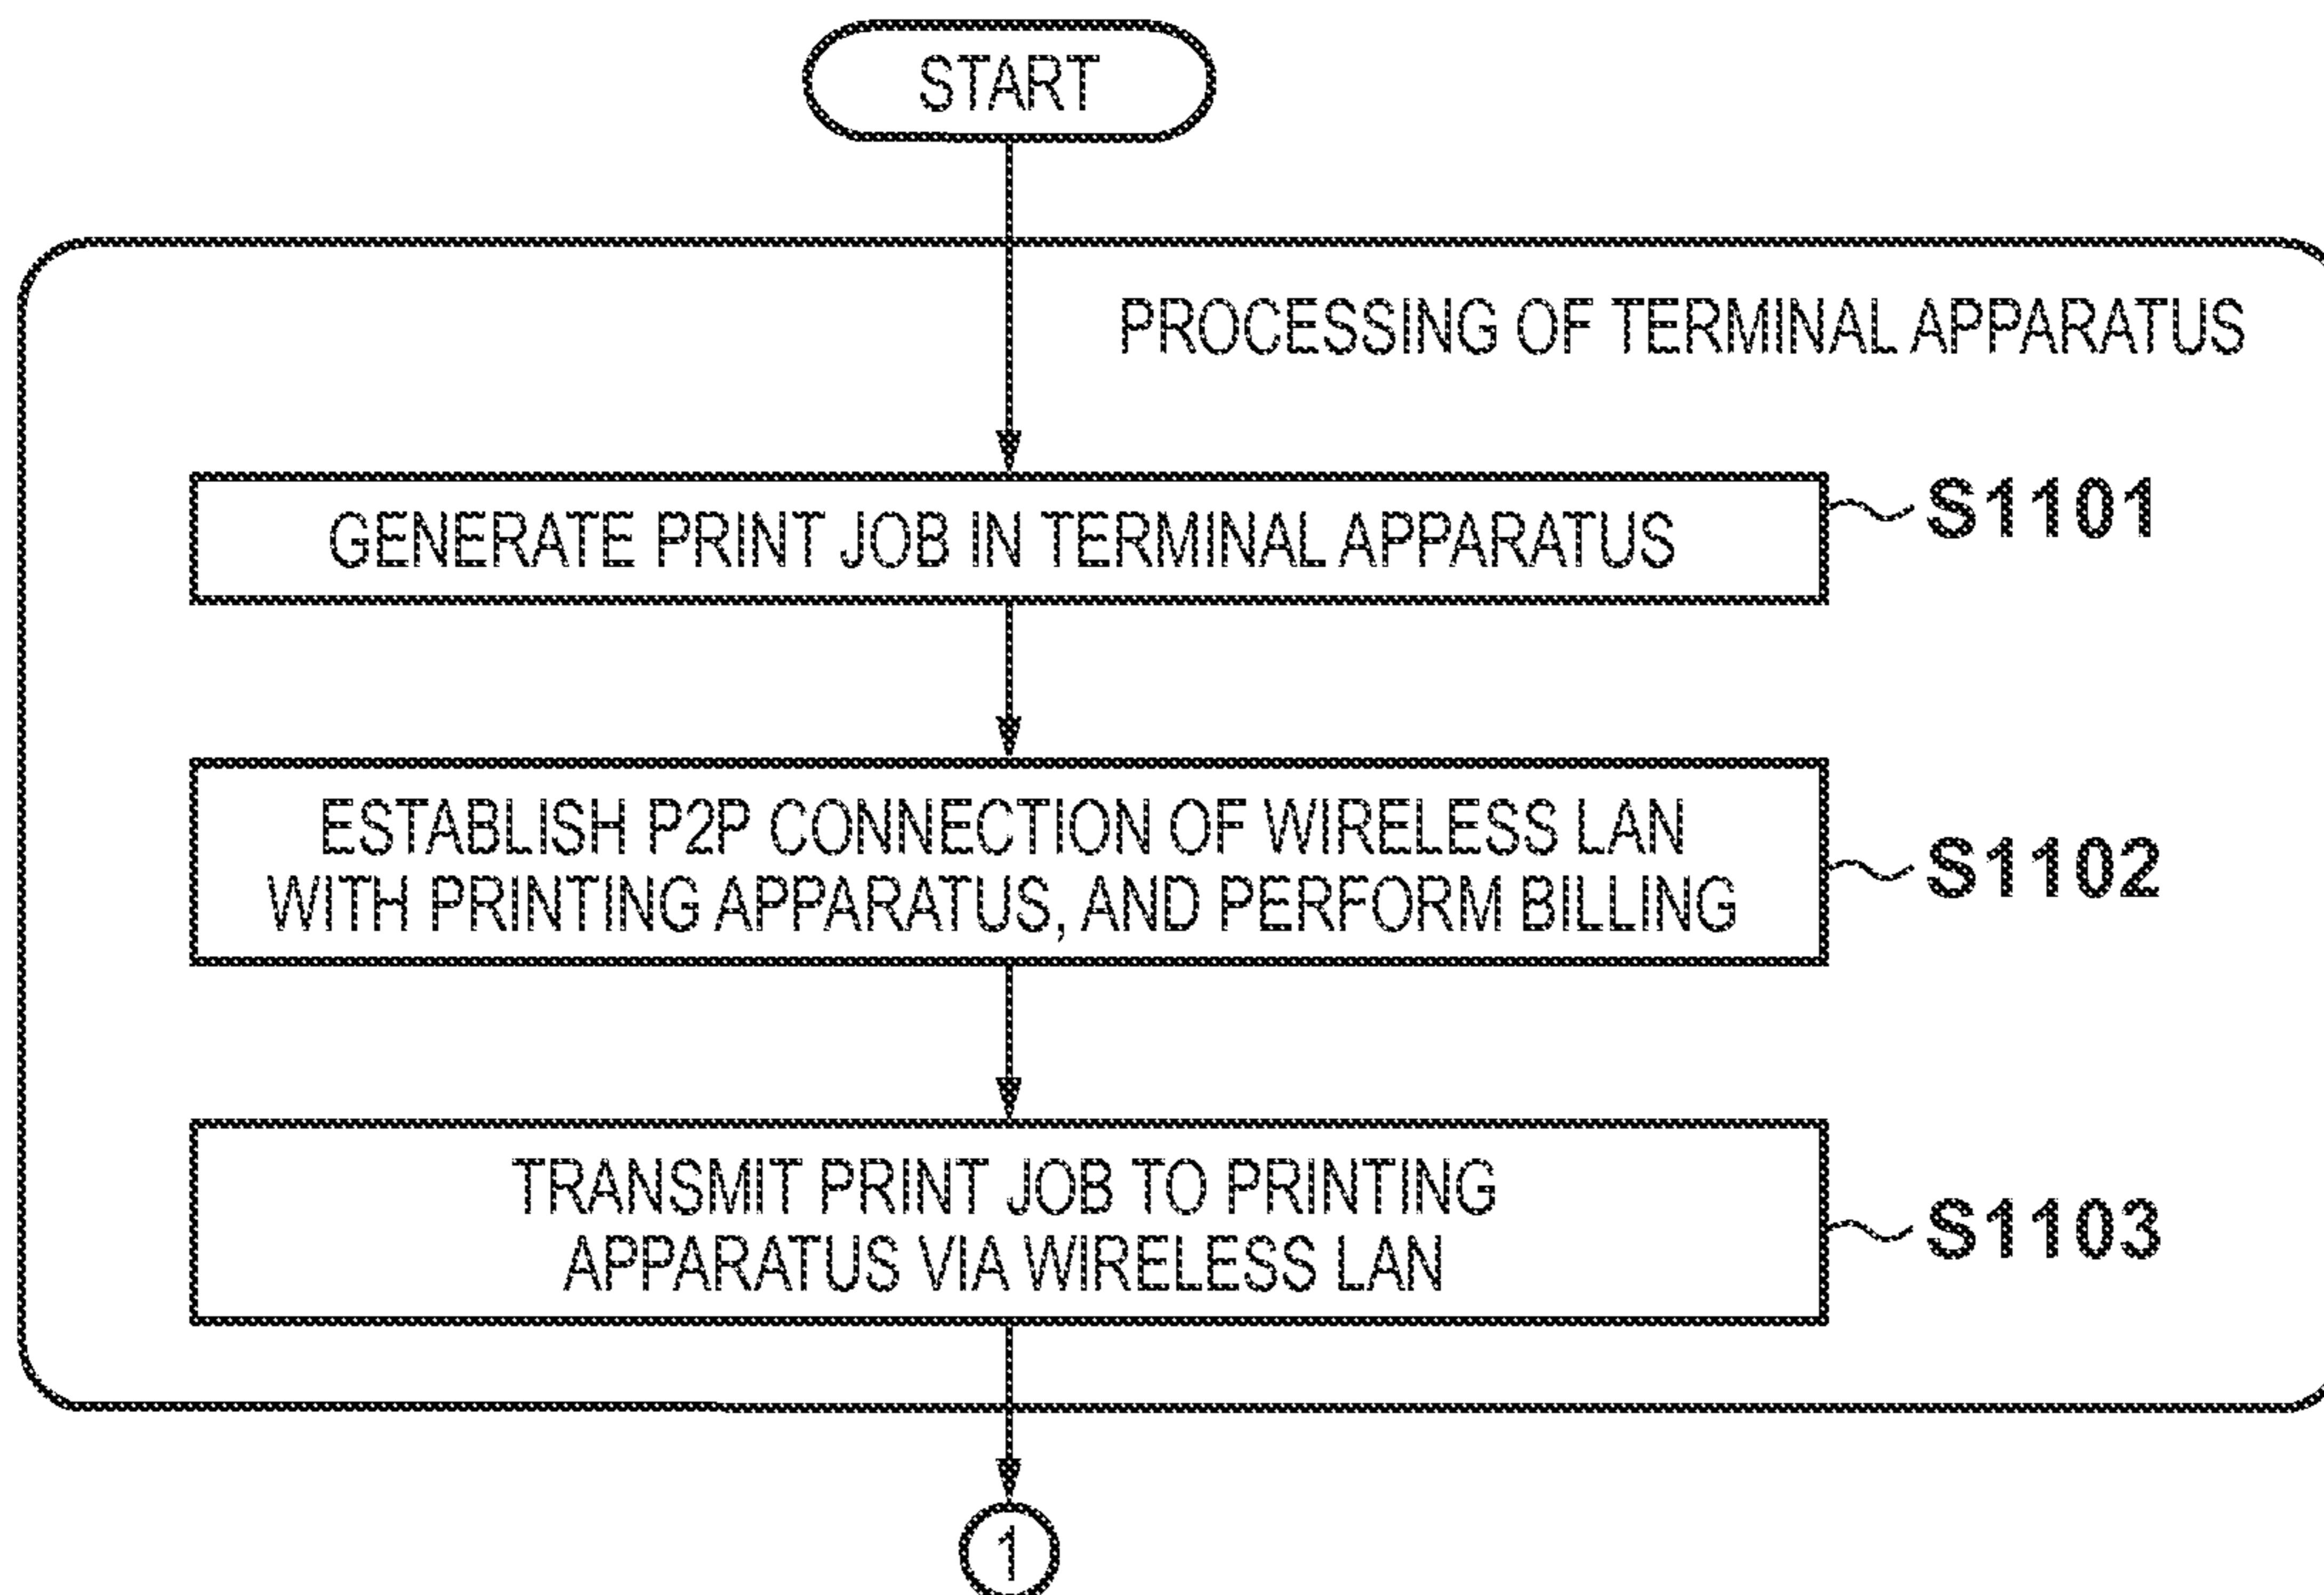 START
PROCESSING OF TERMINAL APPARATUS
GENERATE PRINT JOB IN TERMINAL APPARATUS
S1101
ESTABLISH P2P CONNECTION OF WIRELESS LAN
WITH PRINTING APPARATUS, AND PERFORM BILLING
S1102
TRANSMIT PRINT JOB TO PRINTING
APPARATUS VIA WIRELESS LAN
S1103
1